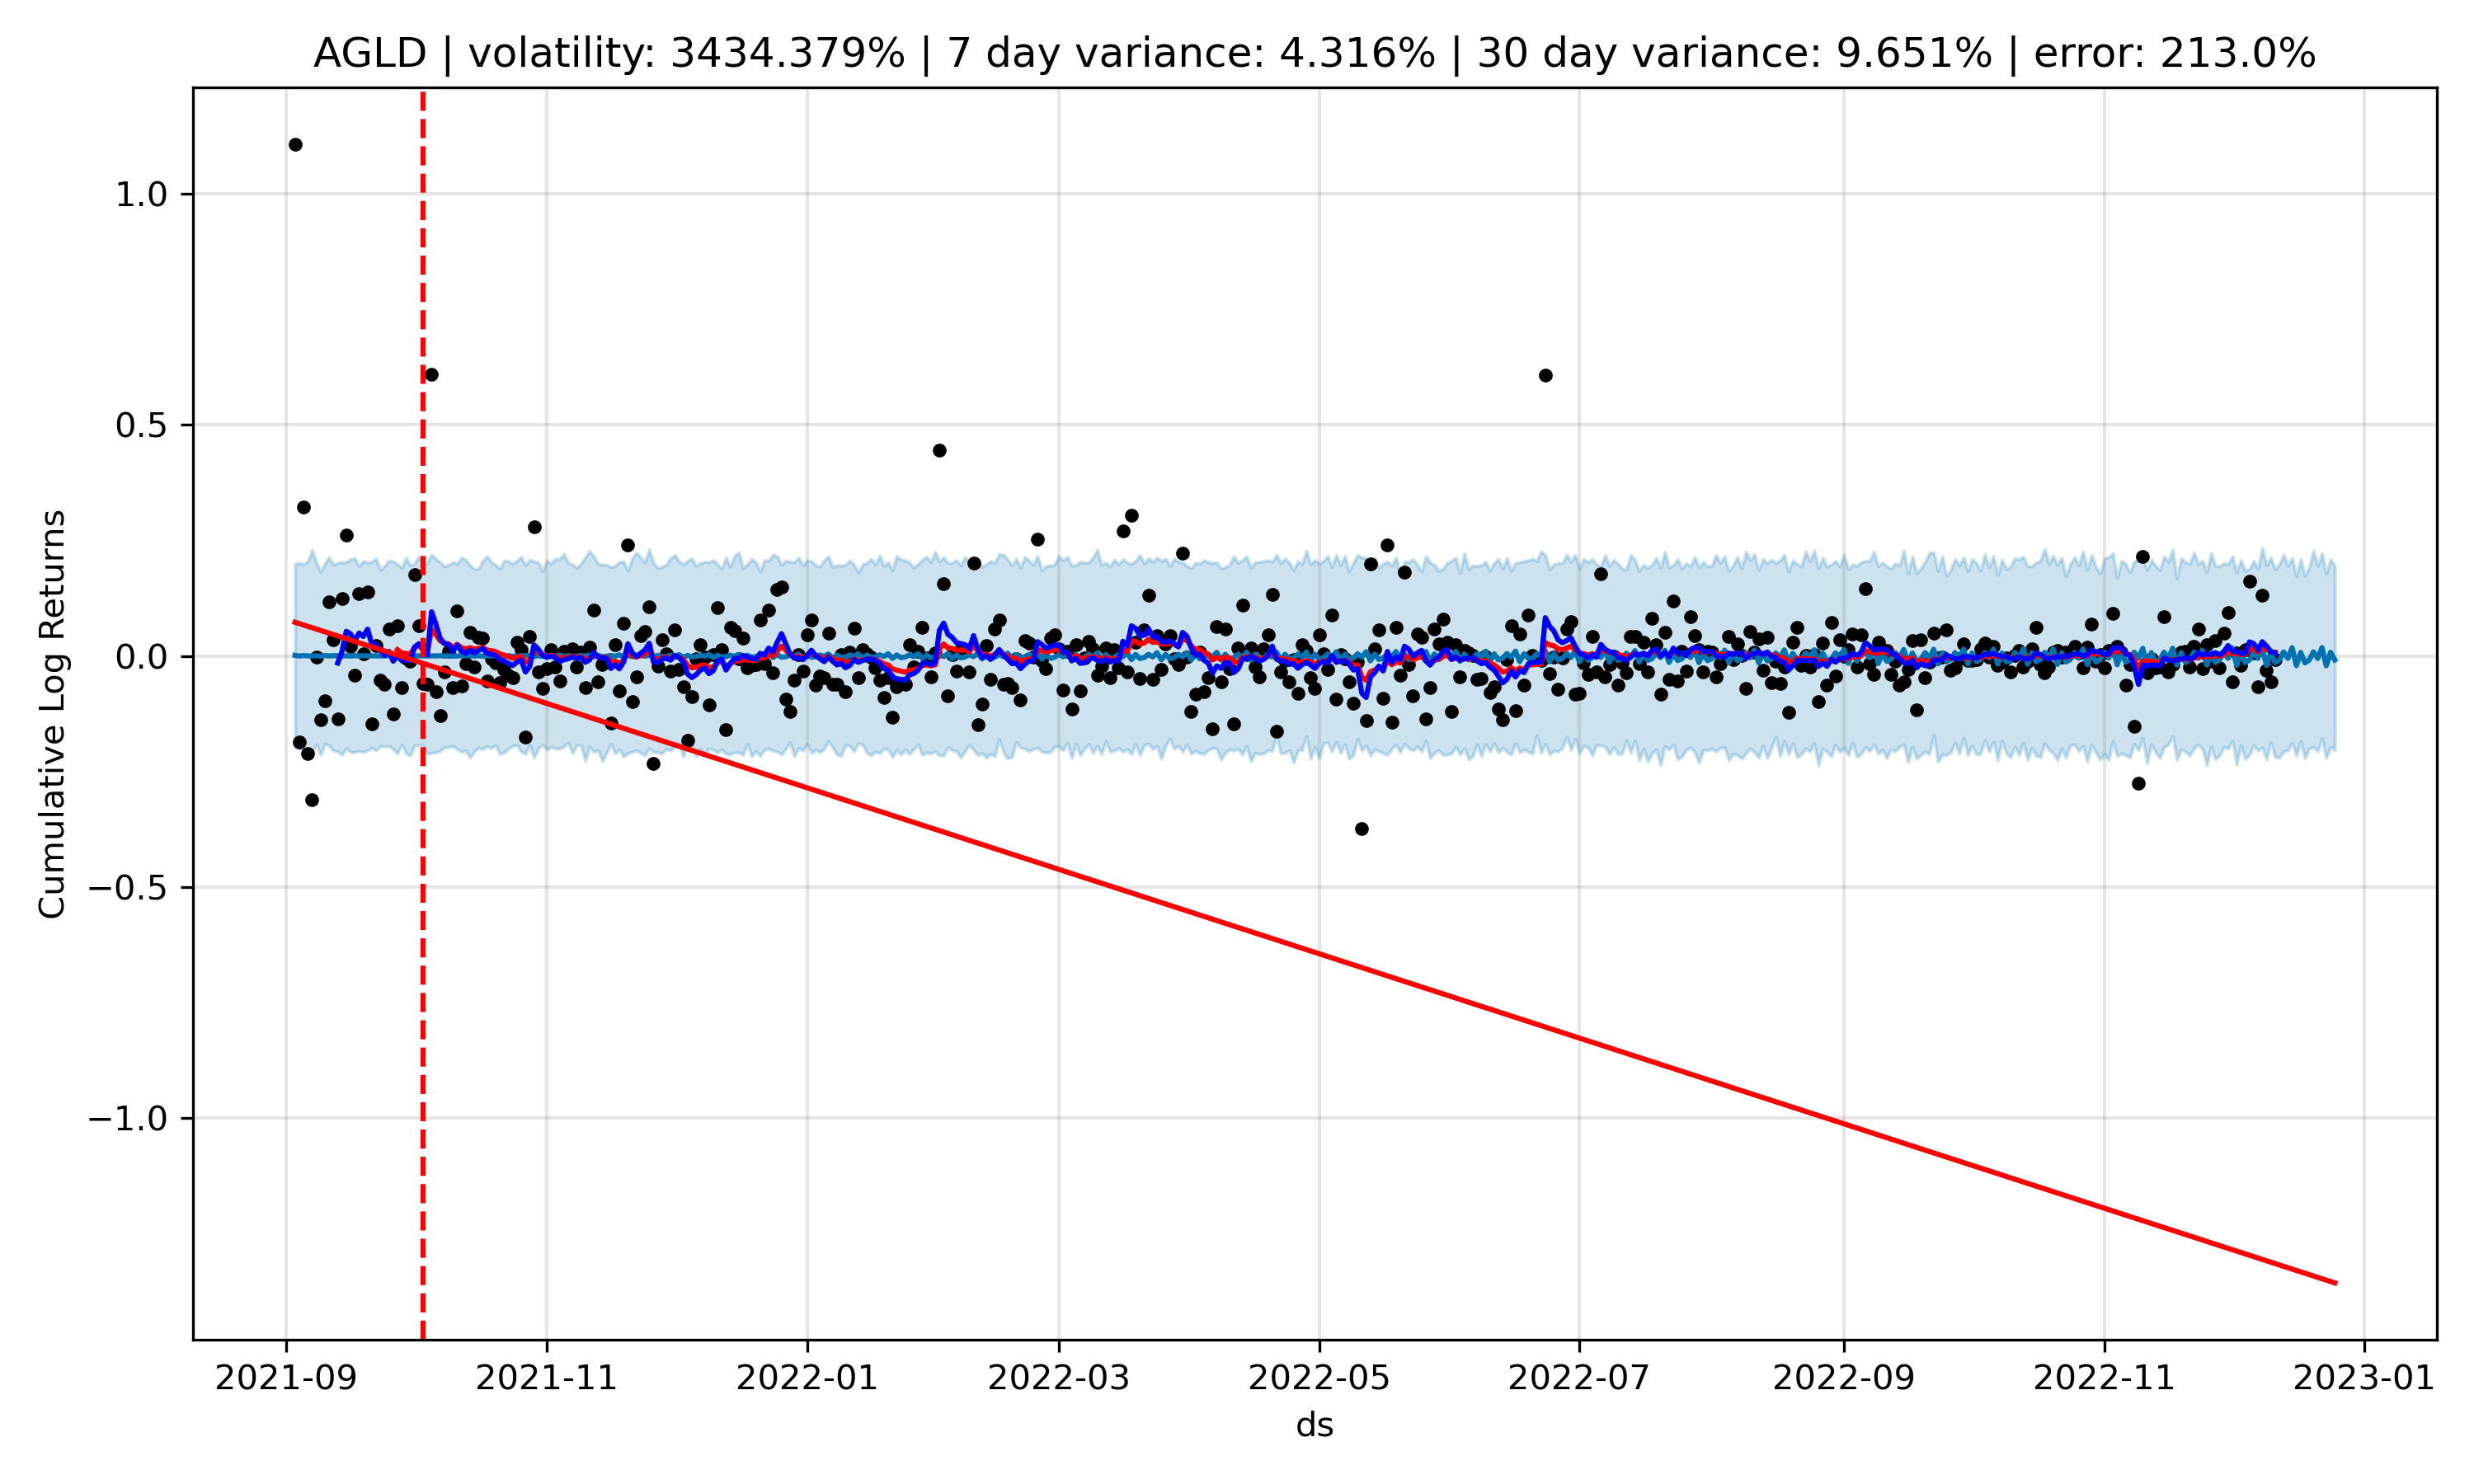 AGLD | volatility: 3434.379% | 7 day variance: 4.316% | 30 day variance: 9.651% | error: 213.0%
Cumulative Log Returns
1.0
0.5
0.0
−0.5
−1.0
2021-09 2021-11 2022-01 2022-03 2022-05 2022-07 2022-09 2022-11 2023-01
ds